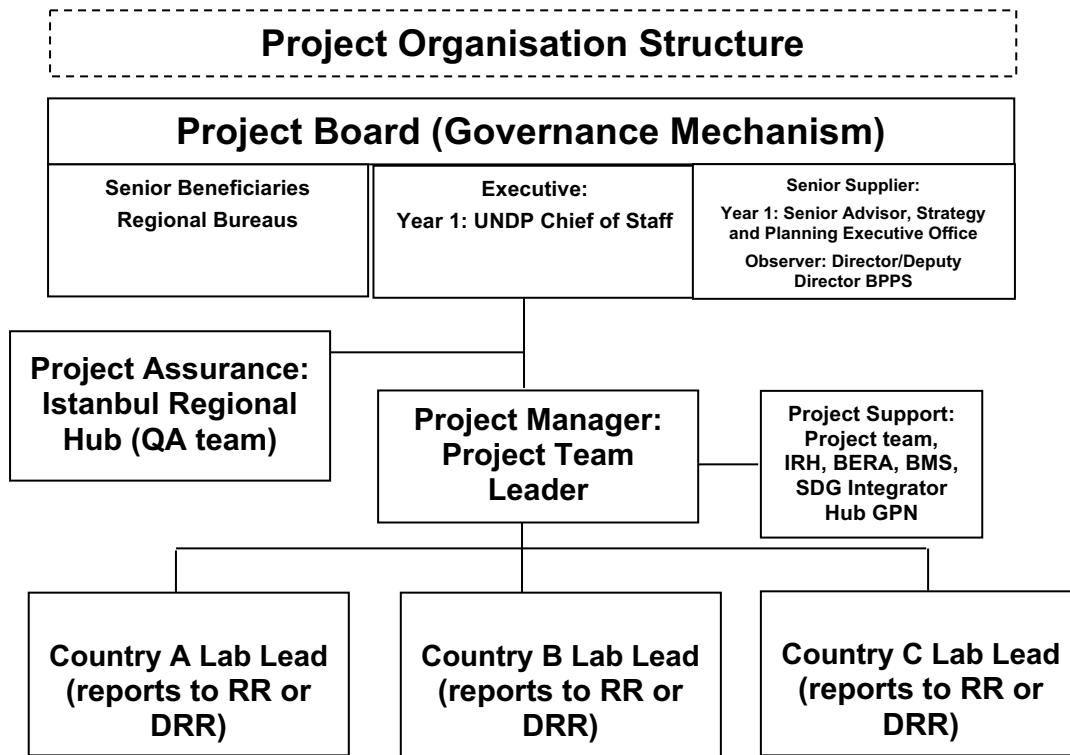 Project Organisation Structure
Project Board (Governance Mechanism)
Senior Beneficiaries
Regional Bureaus
Executive:
Year 1: UNDP Chief of Staff
Senior Supplier:
Year 1: Senior Advisor, Strategy
and Planning Executive Office
Observer: Director/Deputy
Director BPPS
Project Assurance:
Istanbul Regional
Hub (QA team)
Project Manager:
Project Team
Leader
Project Support:
Project team,
IRH, BERA, BMS,
SDG Integrator
Hub GPN
Country A Lab Lead
(reports to RR or
DRR)
Country B Lab Lead
(reports to RR or
DRR)
Country C Lab Lead
(reports to RR or
DRR)